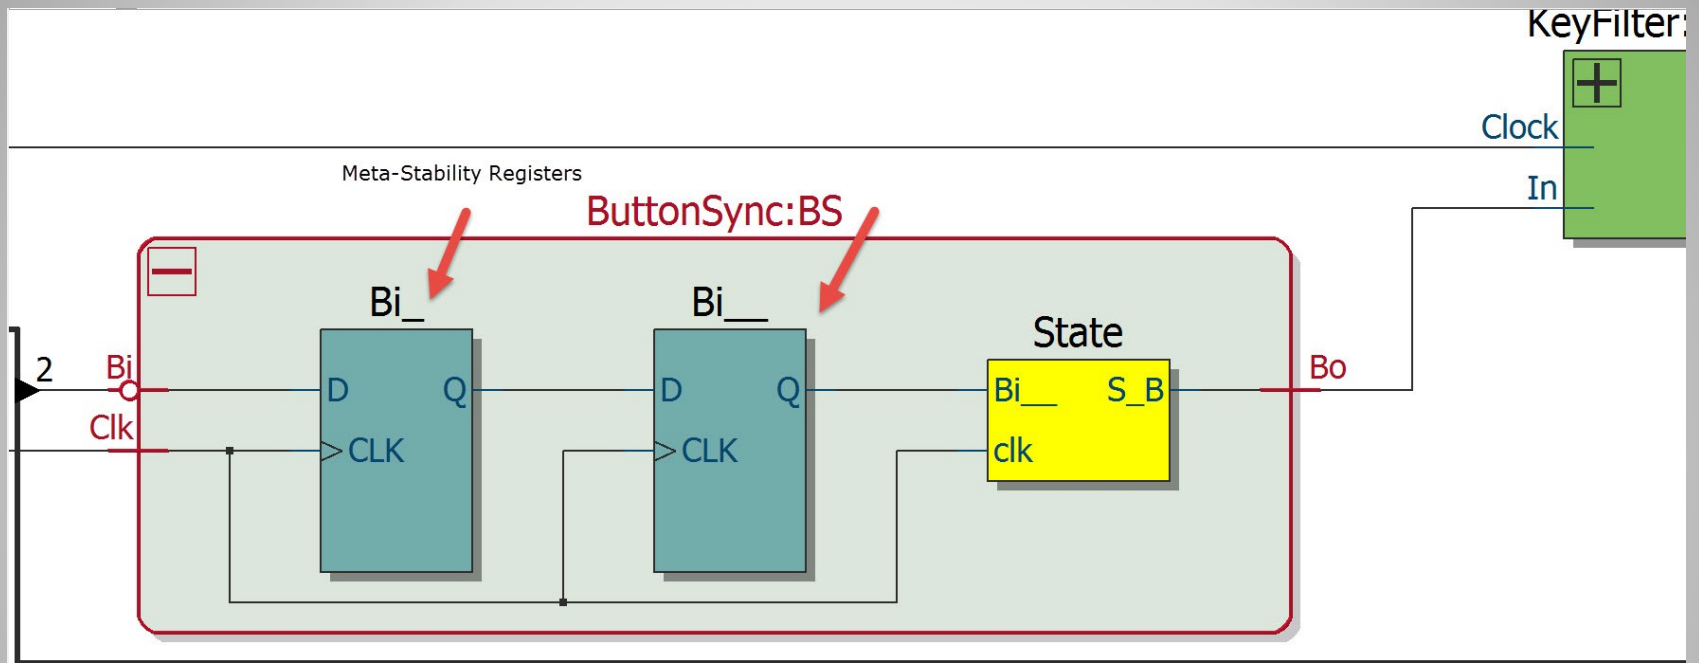 KeyFilter:
Clock
In
Meta-Stability Registers
ButtonSync:BS
Bi_
Bi__
State
2
Bi
Clk
D
Q
CLK
D
Q
CLK
Bi__
S_B
clk
Bo